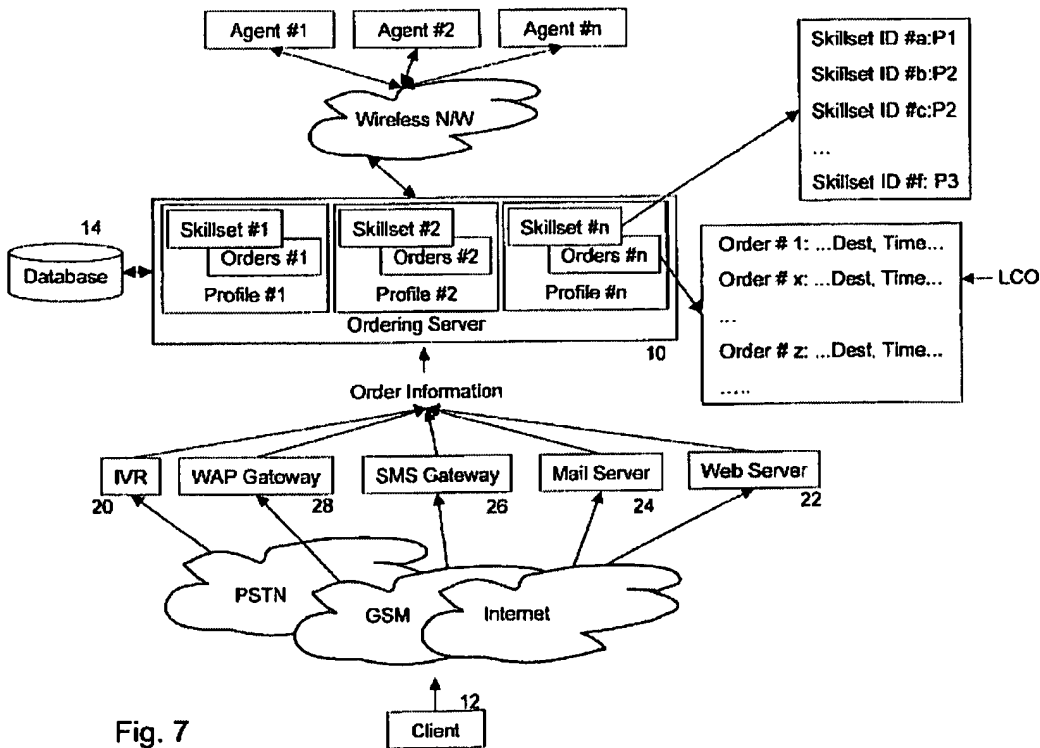 Agent #1
Agent #2
Agent #n
Wireless N/W
Skillset ID #a:P1
Skillset ID #b:P2
Skillset ID #c:P2
...
Skillset ID #f: P3
14
Database
Skillset #1
Orders #1
Profile #1
Skillset #2
Orders #2
Profile #2
Skillset #n
Orders #n
Profile #n
Ordering Server
10
Order # 1: ...Dest, Time...
Order # x: ...Dest, Time...
...
Order # z: ...Dest, Time...
.....
LCO
Order Information
IVR
20
WAP Gatoway
28
SMS Gateway
26
Mail Server
24
Web Server
22
PSTN
GSM
Internet
12
Client
Fig. 7